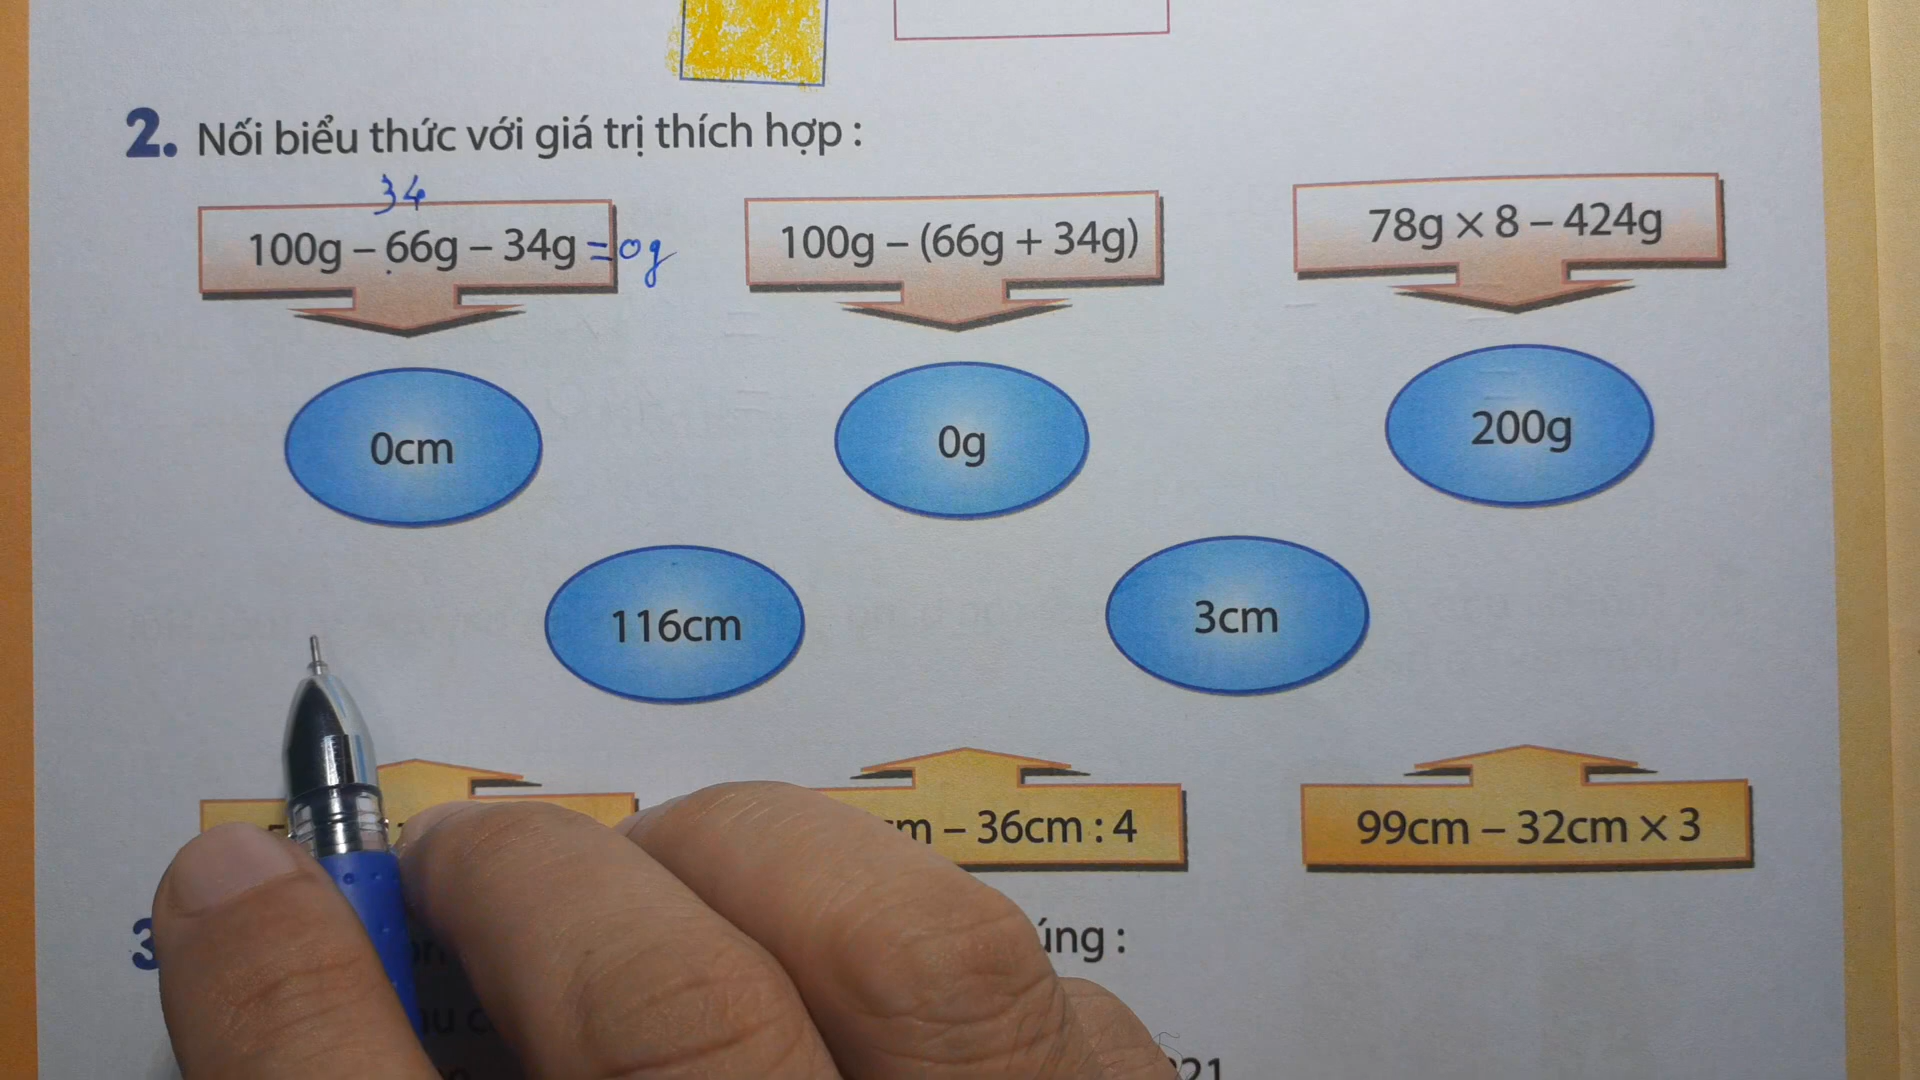 2. Nối biểu thức với giá trị thích hợp :
34
100g – 66g – 34g = 0g
100g – (66g + 34g)
78g × 8 – 424g
0cm
0g
200g
116cm
3cm
– 36cm : 4
99cm – 32cm × 3